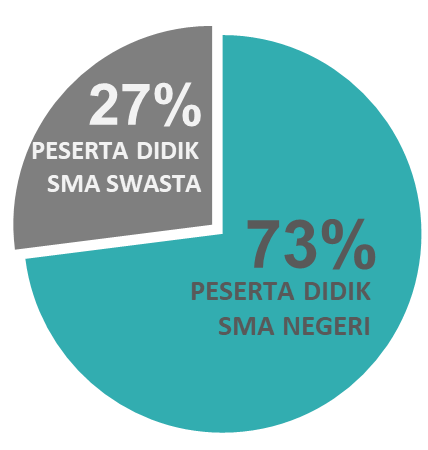 27%
PESERTA DIDIK
SMA SWASTA
73%
PESERTA DIDIK
SMA NEGERI